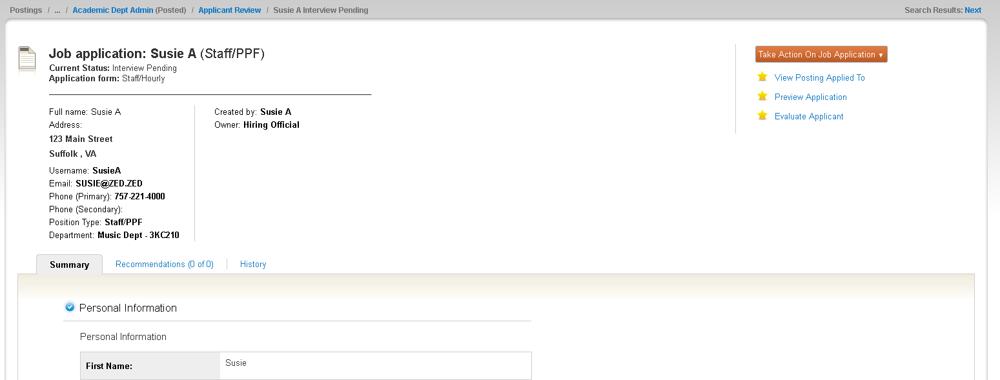 Postings / ... / Academic Dept Admin (Posted) / Applicant Review / Susie A Interview Pending
Search Results: Next
Job application: Susie A (Staff/PPF)
Current Status: Interview Pending
Application form: Staff/Hourly
Take Action On Job Application ▼
View Posting Applied To
Preview Application
Evaluate Applicant
Full name: Susie A
Address:
123 Main Street
Suffolk , VA
Username: SusieA
Email: SUSIE@ZED.ZED
Phone (Primary): 757-221-4000
Phone (Secondary):
Position Type: Staff/PPF
Department: Music Dept - 3KC210
Created by: Susie A
Owner: Hiring Official
Summary
Recommendations (0 of 0)
History
Personal Information
Personal Information
First Name:
Susie